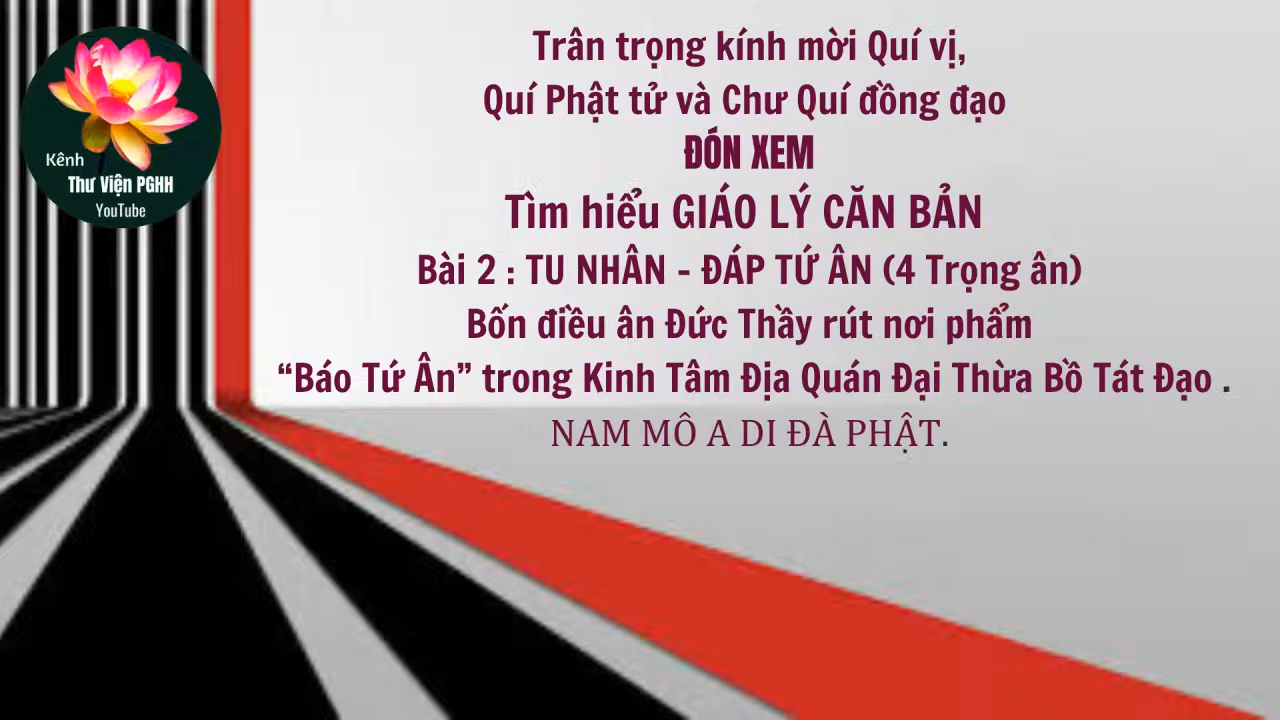 Kênh
Thư Viện PGHH
YouTube
Trân trọng kính mời Quí vị,
Quí Phật tử và Chư Quí đồng đạo
ĐÓN XEM
Tìm hiểu GIÁO LÝ CĂN BẢN
Bài 2 : TU NHÂN - ĐÁP TỨ ÂN (4 Trọng ân)
Bốn điều ân Đức Thầy rút nơi phẩm
“Báo Tứ Ân” trong Kinh Tâm Địa Quán Đại Thừa Bồ Tát Đạo .
NAM MÔ A DI ĐÀ PHẬT.